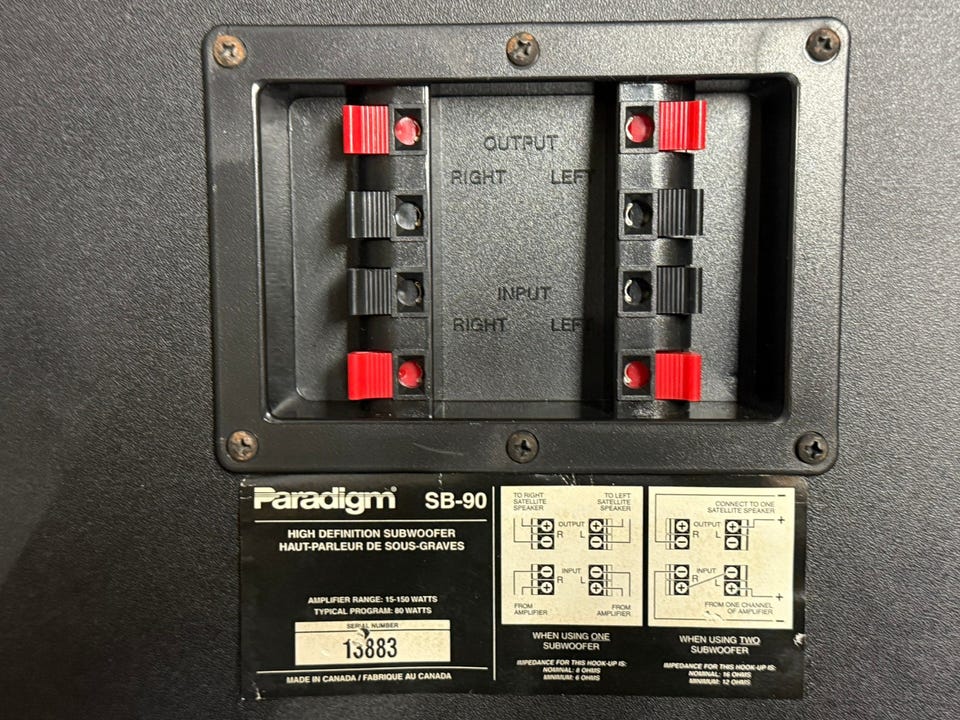 OUTPUT
RIGHT LEFT
INPUT
RIGHT LEFT
Paradigm® SB-90
HIGH DEFINITION SUBWOOFER
HAUT-PARLEUR DE SOUS-GRAVES
AMPLIFIER RANGE: 15-150 WATTS
TYPICAL PROGRAM: 80 WATTS
SERIAL NUMBER
13883
MADE IN CANADA / FABRIQUE AU CANADA
TO RIGHT
SATELLITE
SPEAKER
TO LEFT
SATELLITE
SPEAKER
OUTPUT
R L
INPUT
R L
FROM
AMPLIFIER
FROM
AMPLIFIER
WHEN USING ONE
SUBWOOFER
IMPEDANCE FOR THIS HOOK-UP IS:
NOMINAL: 8 OHMS
MINIMUM: 6 OHMS
CONNECT TO ONE
SATELLITE SPEAKER
OUTPUT
R L
INPUT
R L
FROM ONE CHANNEL
OF AMPLIFIER
WHEN USING TWO
SUBWOOFER
IMPEDANCE FOR THIS HOOK-UP IS:
NOMINAL: 16 OHMS
MINIMUM: 12 OHMS